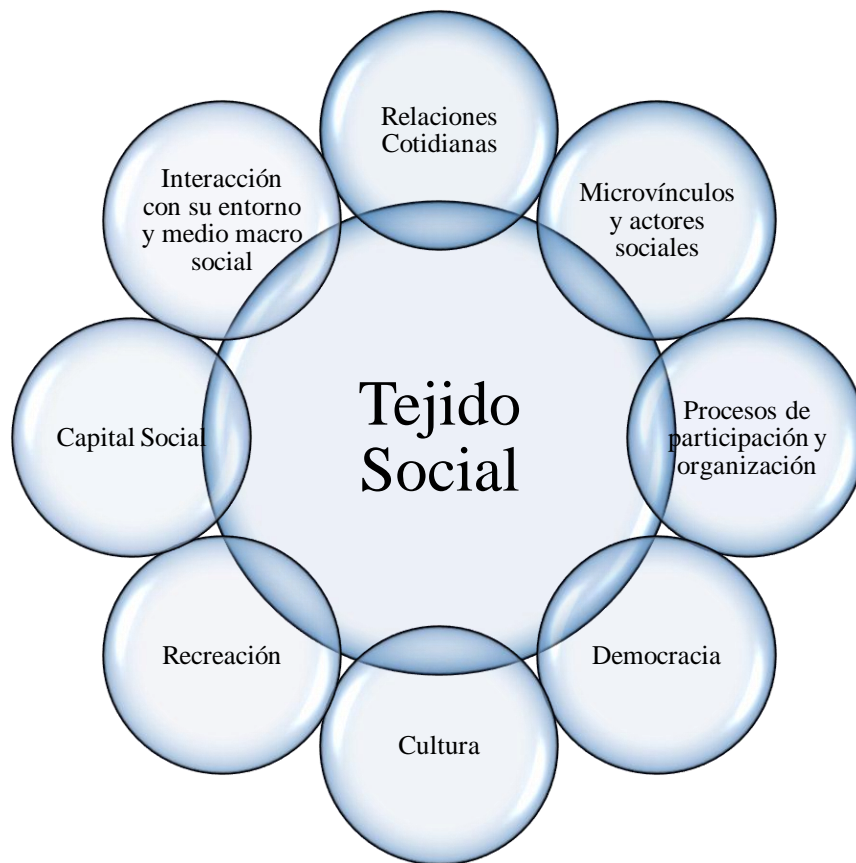 Relaciones
Cotidianas
Microvínculos
y actores
sociales
Procesos de
participación y
organización
Democracia
Cultura
Recreación
Capital Social
Interacción
con su entorno
y medio macro
social
Tejido
Social